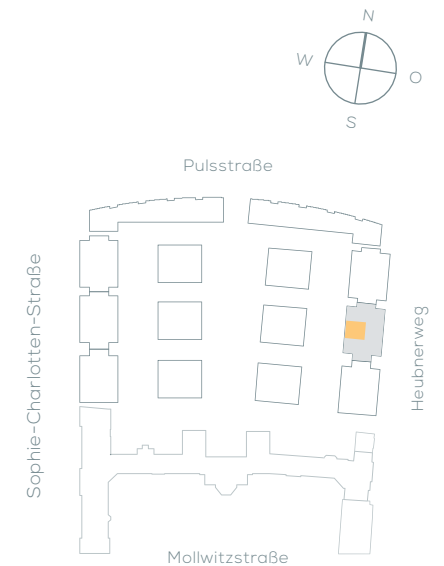 N
W
O
S
Pulsstraße
Sophie-Charlotten-Straße
Heubnerweg
Mollwitzstraße